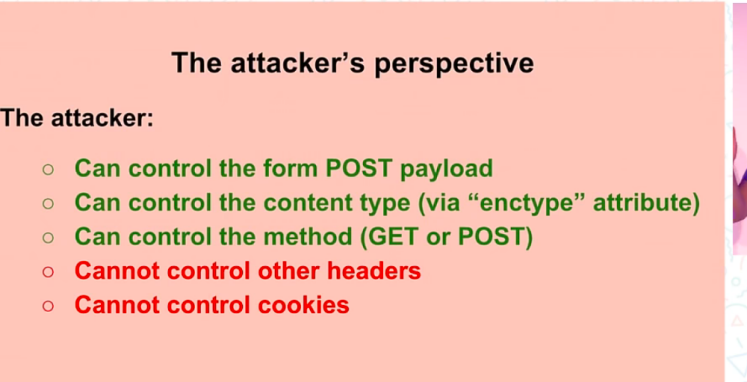 The attacker’s perspective
The attacker:
○ Can control the form POST payload
○ Can control the content type (via “enctype” attribute)
○ Can control the method (GET or POST)
○ Cannot control other headers
○ Cannot control cookies